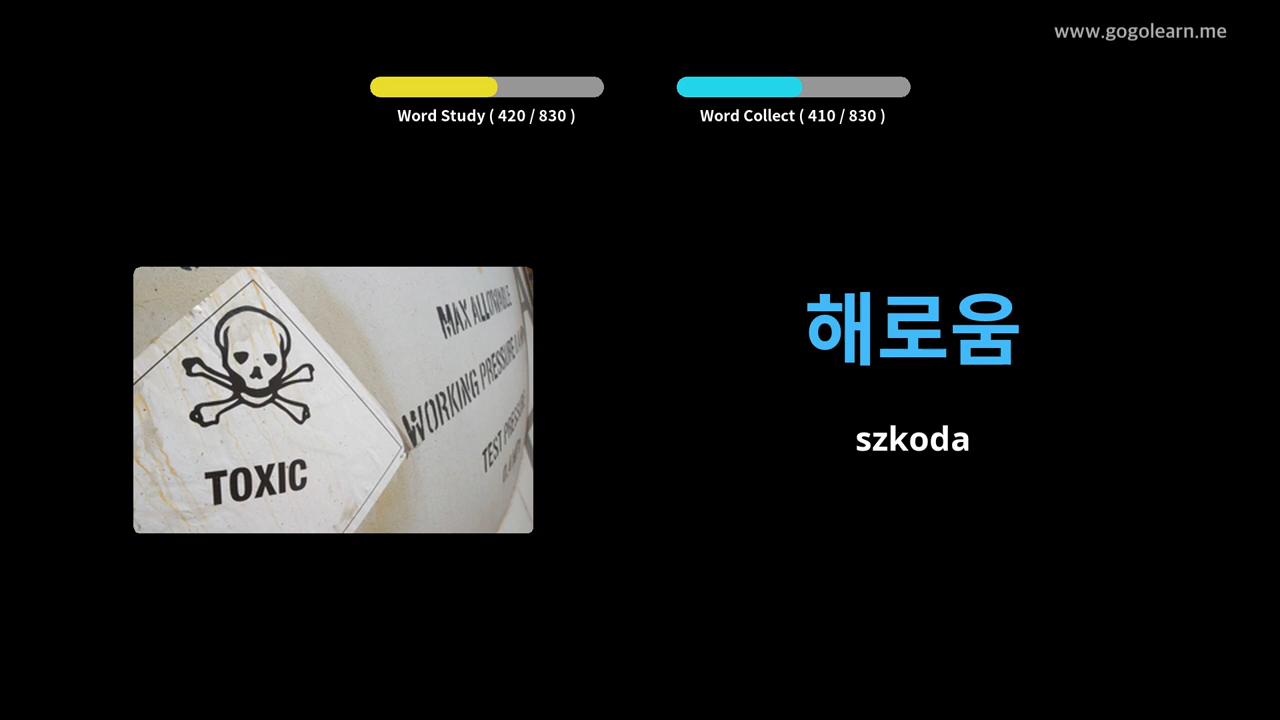 www.gogolearn.me
Word Study ( 420 / 830 )
Word Collect ( 410 / 830 )
MAX ALLOWABLE
WORKING PRESSURE
TEST PRESSURE
TOXIC
해로움
szkoda